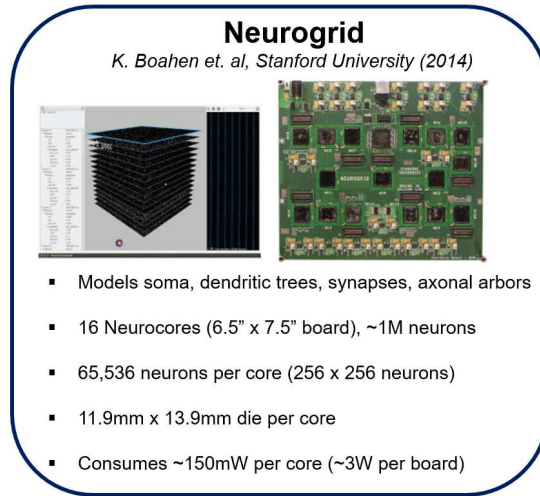 Neurogrid
K. Boahen et. al, Stanford University (2014)
NEUROGRID
▪ Models soma, dendritic trees, synapses, axonal arbors
▪ 16 Neurocores (6.5” x 7.5” board), ~1M neurons
▪ 65,536 neurons per core (256 x 256 neurons)
▪ 11.9mm x 13.9mm die per core
▪ Consumes ~150mW per core (~3W per board)